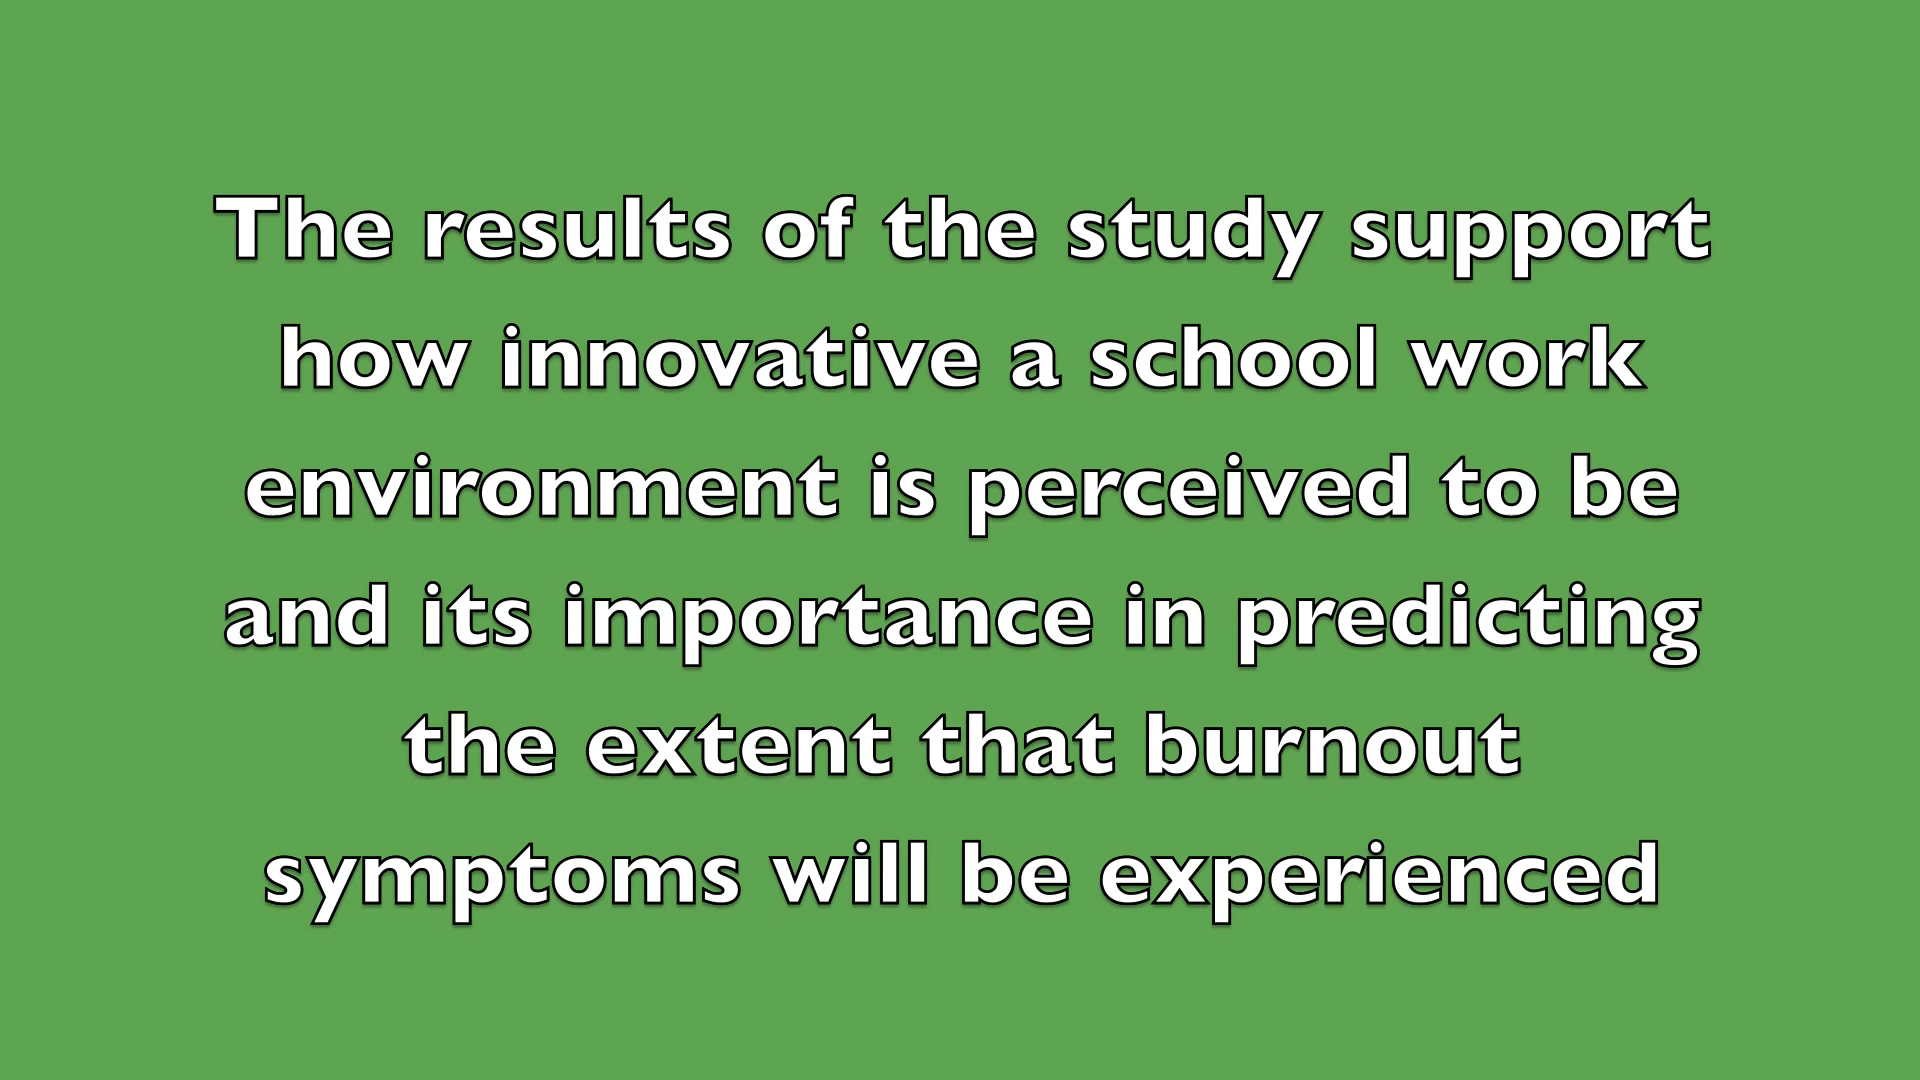 The results of the study support
how innovative a school work
environment is perceived to be
and its importance in predicting
the extent that burnout
symptoms will be experienced